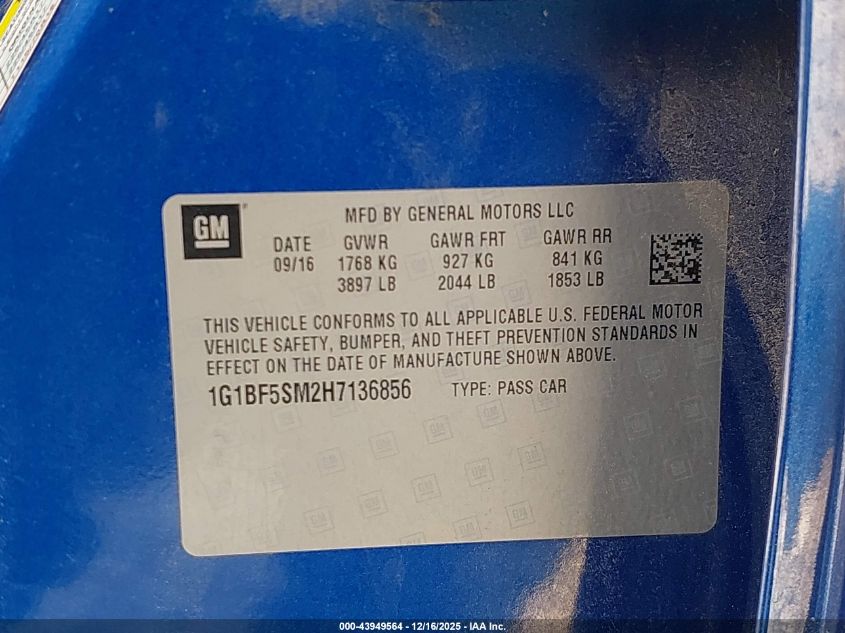 GM
MFD BY GENERAL MOTORS LLC
DATE GVWR GAWR FRT GAWR RR
09/16 1768 KG 927 KG 841 KG
3897 LB 2044 LB 1853 LB
THIS VEHICLE CONFORMS TO ALL APPLICABLE U.S. FEDERAL MOTOR
VEHICLE SAFETY, BUMPER, AND THEFT PREVENTION STANDARDS IN
EFFECT ON THE DATE OF MANUFACTURE SHOWN ABOVE.
1G1BF5SM2H7136856 TYPE: PASS CAR
000-43949564 - 12/16/2025 - IAA Inc.